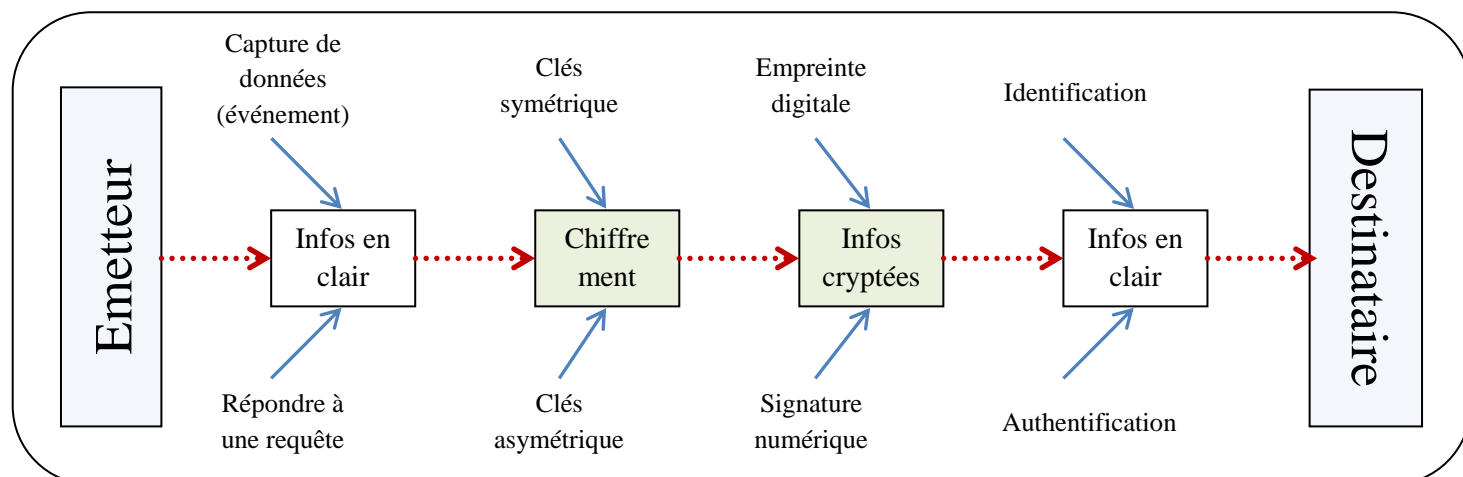 Capture de
données
(événement)
Clés
symétrique
Empreinte
digitale
Identification
Emetteur
Infos en
clair
Chiffre
ment
Infos
cryptées
Infos en
clair
Destinataire
Répondre à
une requête
Clés
asymétrique
Signature
numérique
Authentification